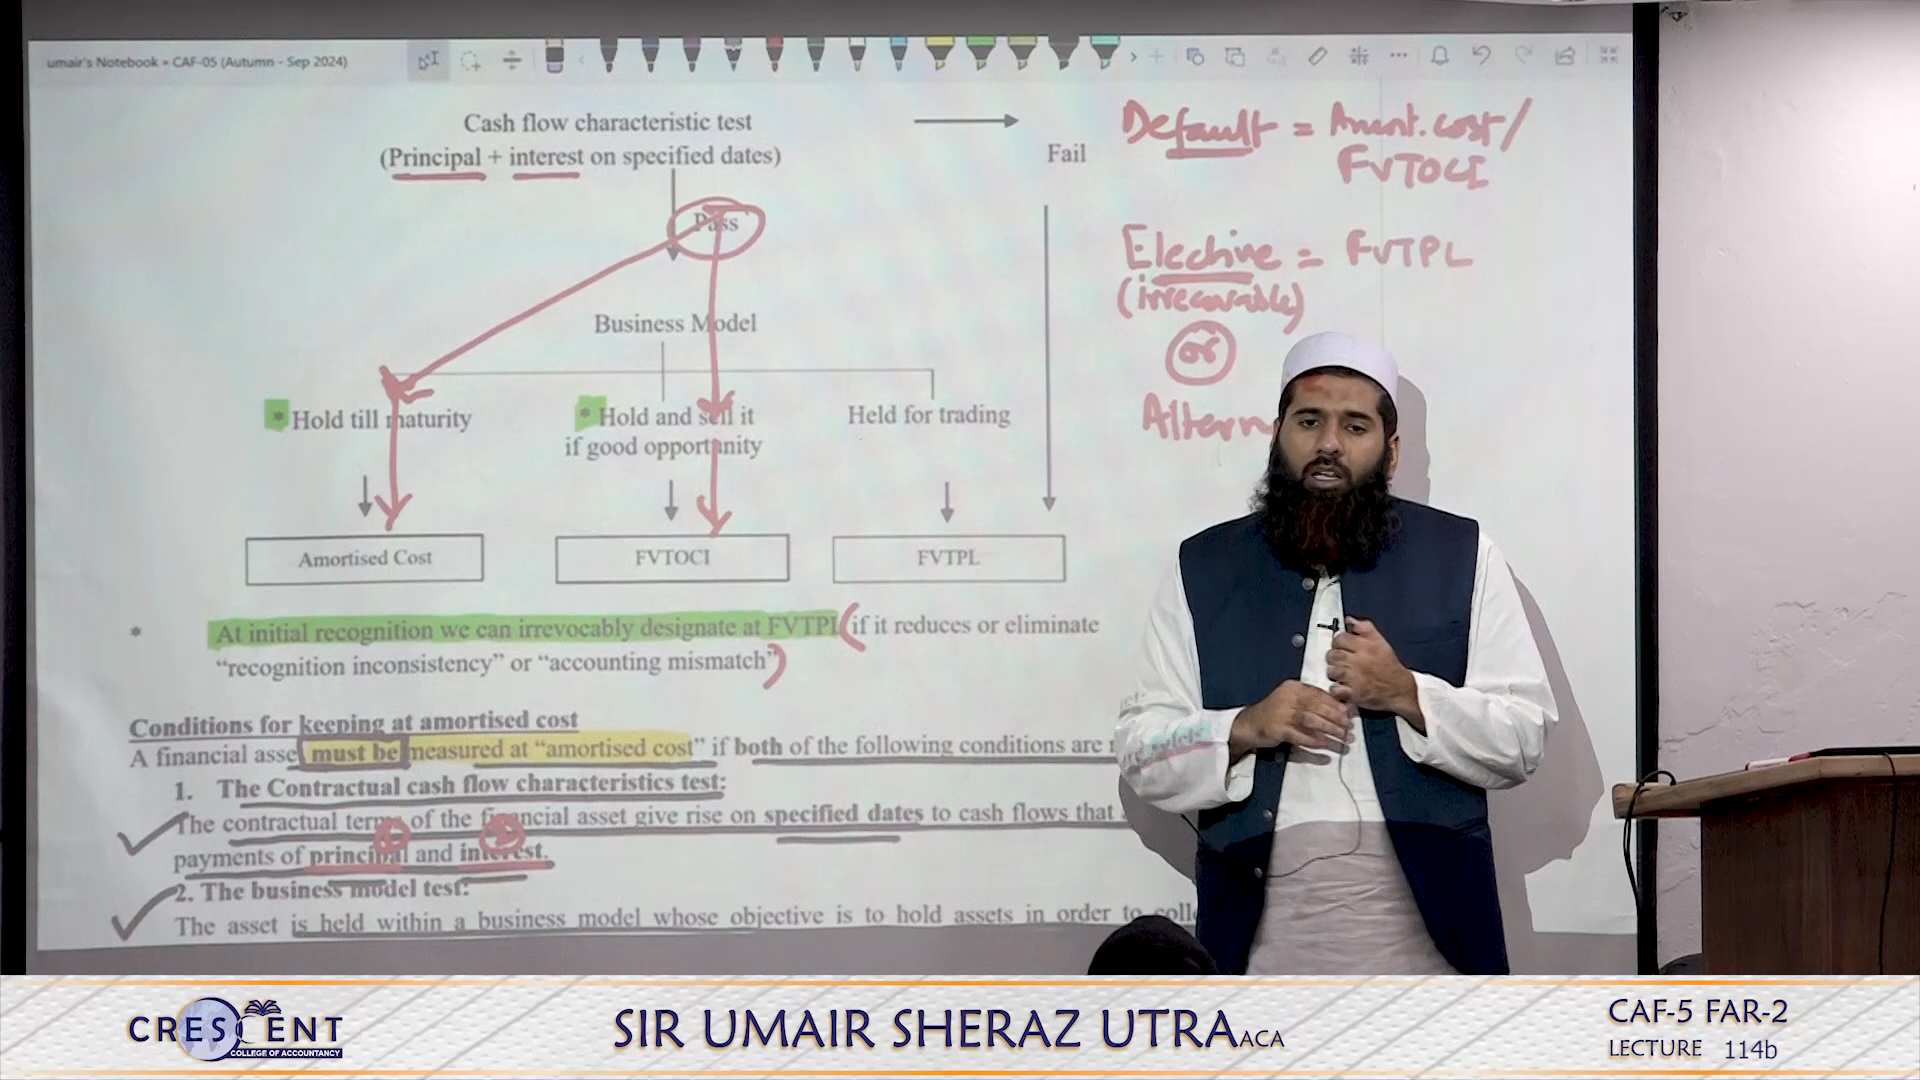 umair's Notebook » CAF-05 (Autumn - Sep 2024)
Cash flow characteristic test
(Principal + interest on specified dates)
Fail
Pass
Business Model
* Hold till maturity
* Hold and sell it
if good opportunity
Held for trading
Amortised Cost
FVTOCI
FVTPL
Default = Amort. cost/
FVTOCI
Elective = FVTPL
(irrevocable)
or
Altern
* At initial recognition we can irrevocably designate at FVTPL (if it reduces or eliminate
“recognition inconsistency” or “accounting mismatch”)
Conditions for keeping at amortised cost
A financial asse must be measured at “amortised cost” if both of the following conditions are
1. The Contractual cash flow characteristics test:
The contractual terms of the financial asset give rise on specified dates to cash flows that
payments of principal and interest.
2. The business model test:
The asset is held within a business model whose objective is to hold assets in order to colle
CRESCENT
COLLEGE OF ACCOUNTANCY
SIR UMAIR SHERAZ UTRA ACA
CAF-5 FAR-2
LECTURE 114b